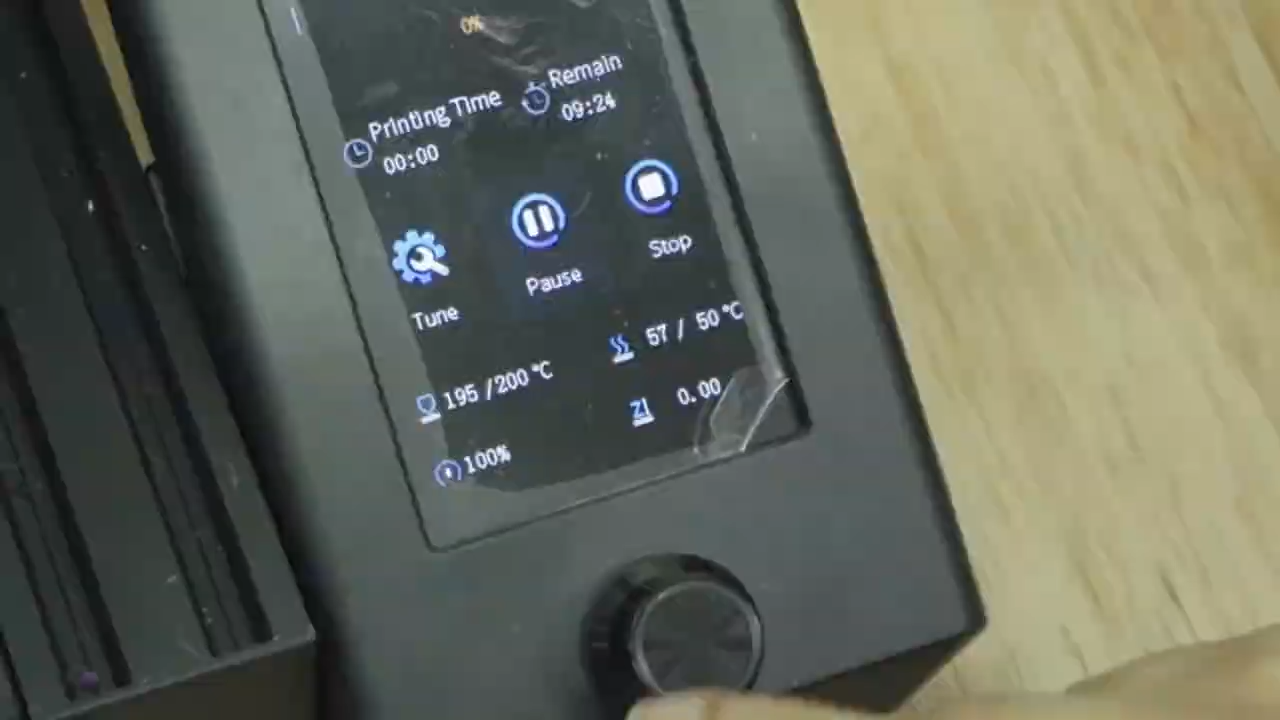 0%
Printing Time
00:00
Remain
09:24
Tune
Pause
Stop
195 /200 °C
57 / 50 °C
100%
Z 0.00